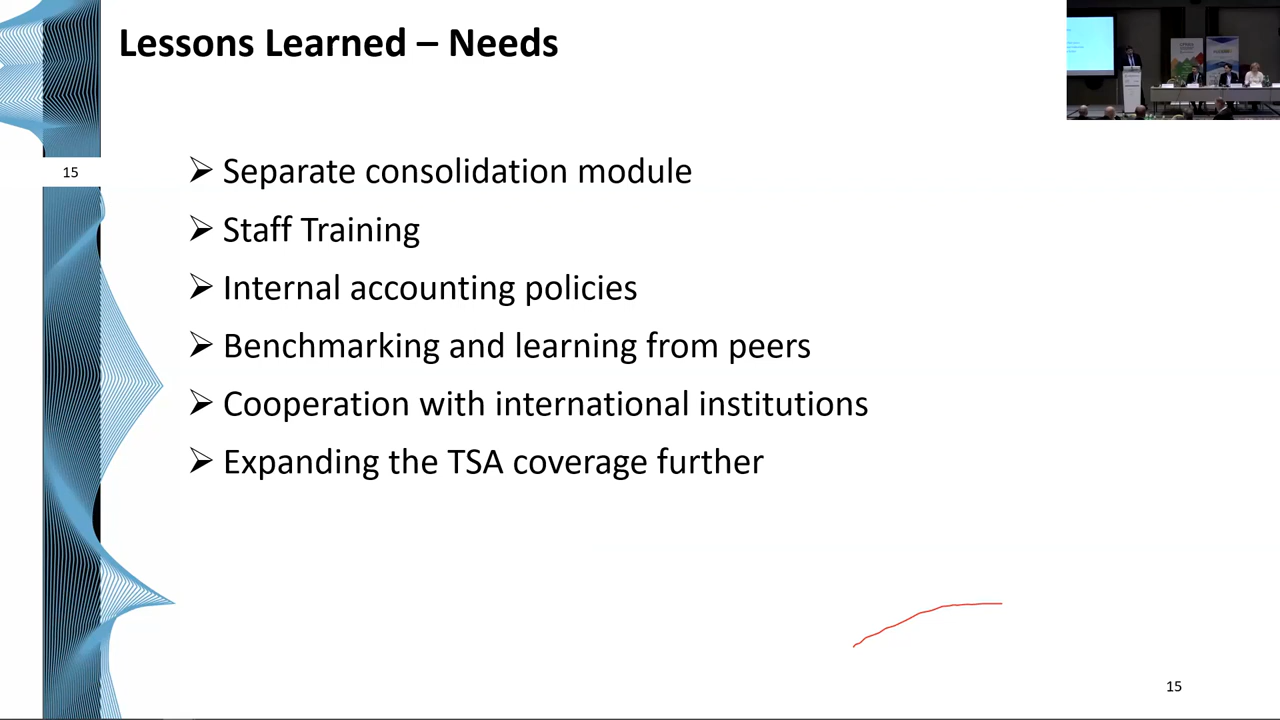 Lessons Learned – Needs
15
Separate consolidation module
Staff Training
Internal accounting policies
Benchmarking and learning from peers
Cooperation with international institutions
Expanding the TSA coverage further
15